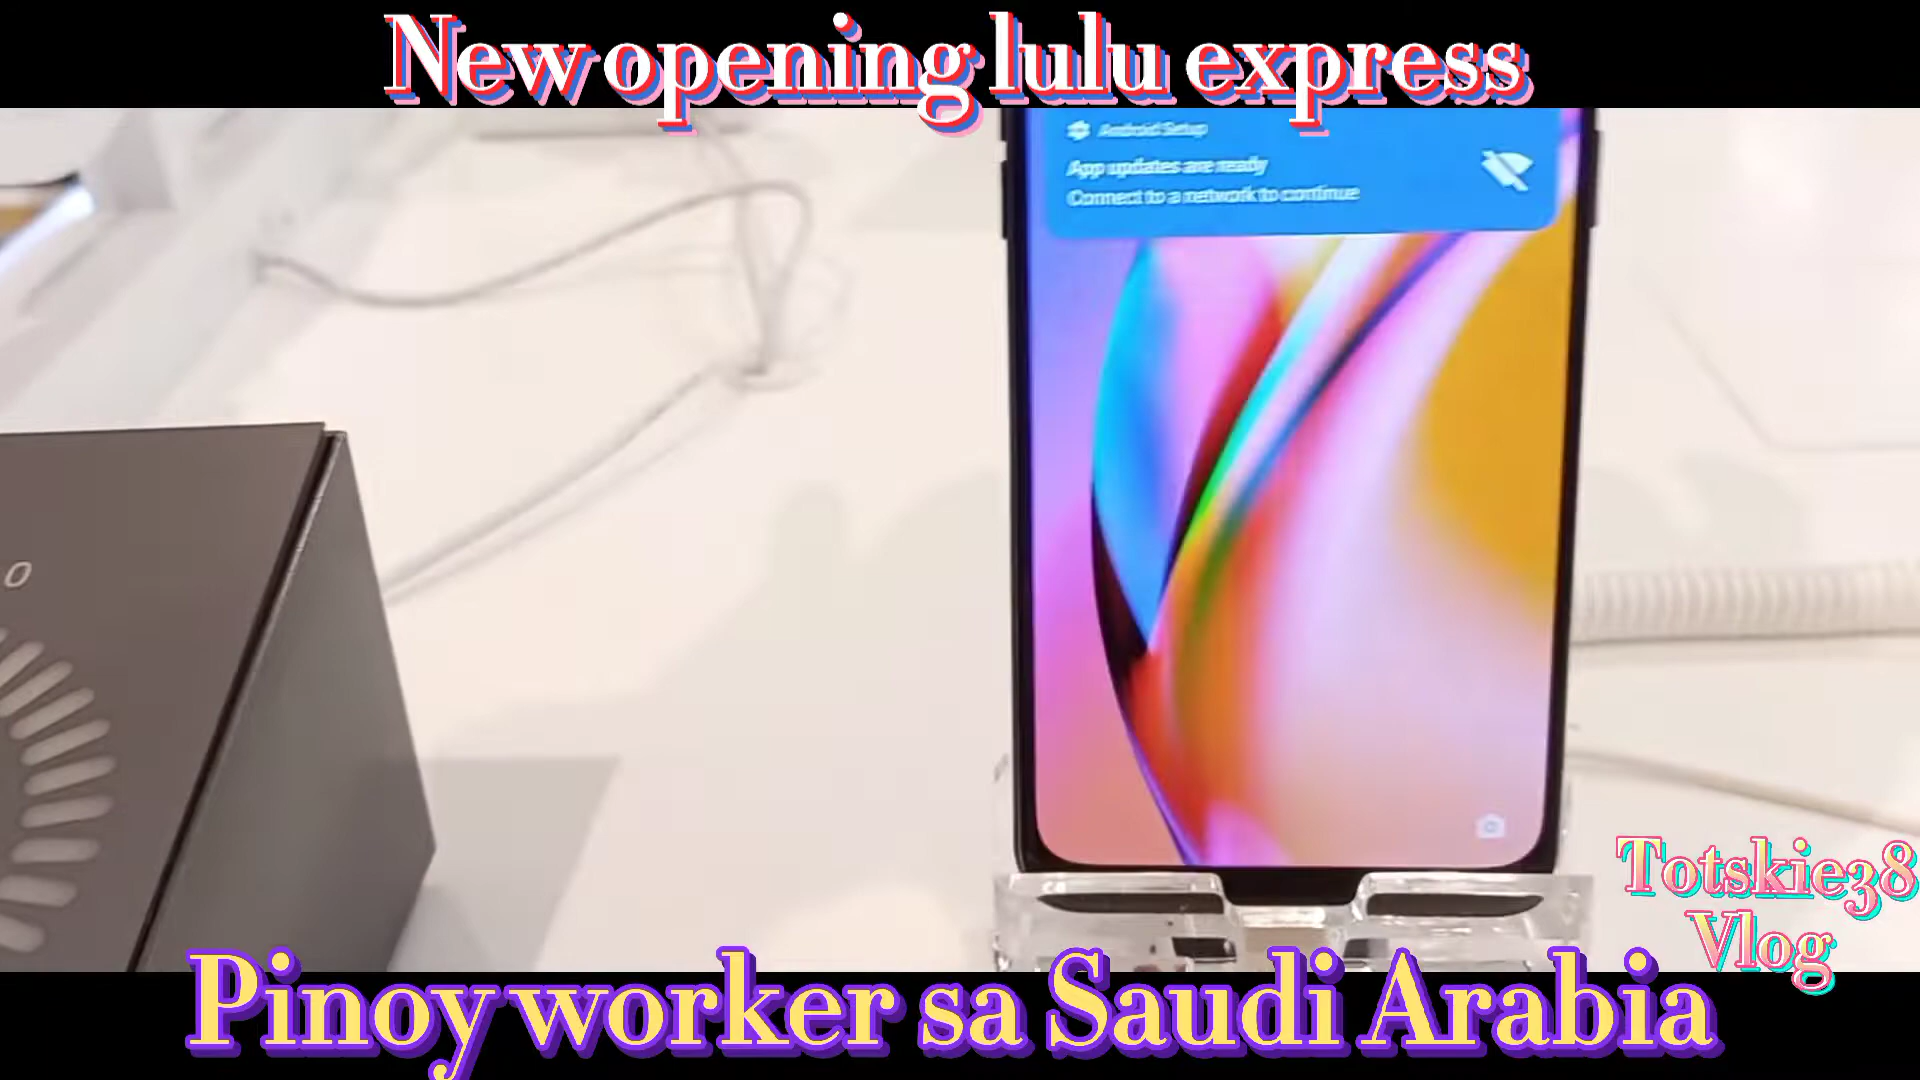 New opening lulu express
Android Setup
App updates are ready
Connect to a network to continue
O
Totskie38
Vlog
Pinoy worker sa Saudi Arabia